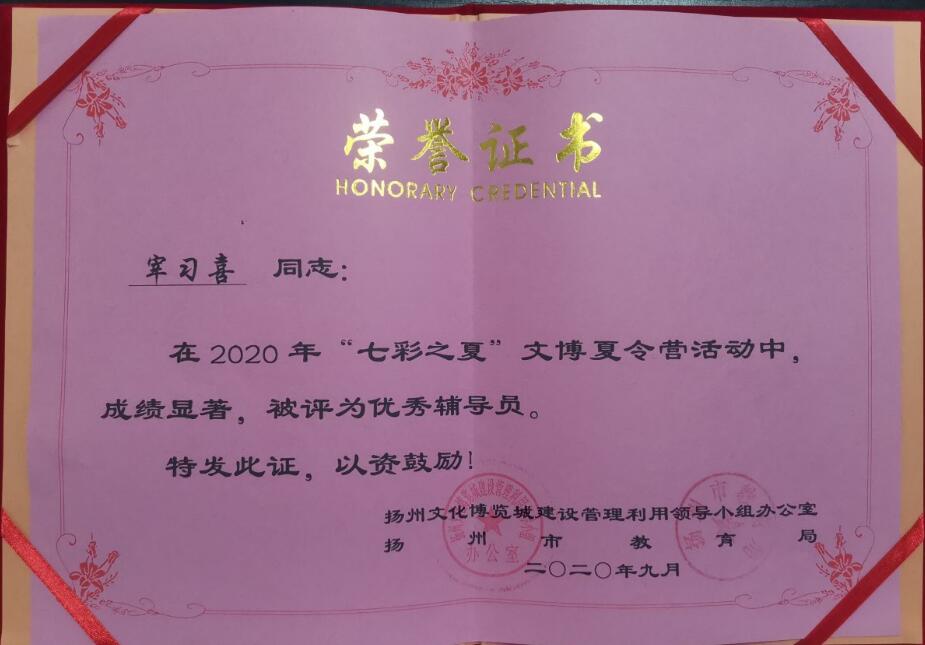 荣誉证书
HONORARY CREDENTIAL
宰习喜 同志：
在2020年“七彩之夏”文博夏令营活动中，
成绩显著，被评为优秀辅导员。
特发此证，以资鼓励！
扬州文化博览城建设管理利用领导小组办公室
扬州市教育局
二〇二〇年九月
办公室